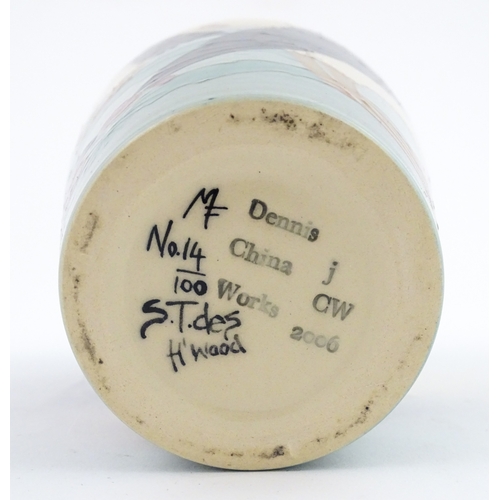 MF
No.14
100
S.T.des
H'wood
Dennis
China j
Works CW
2006